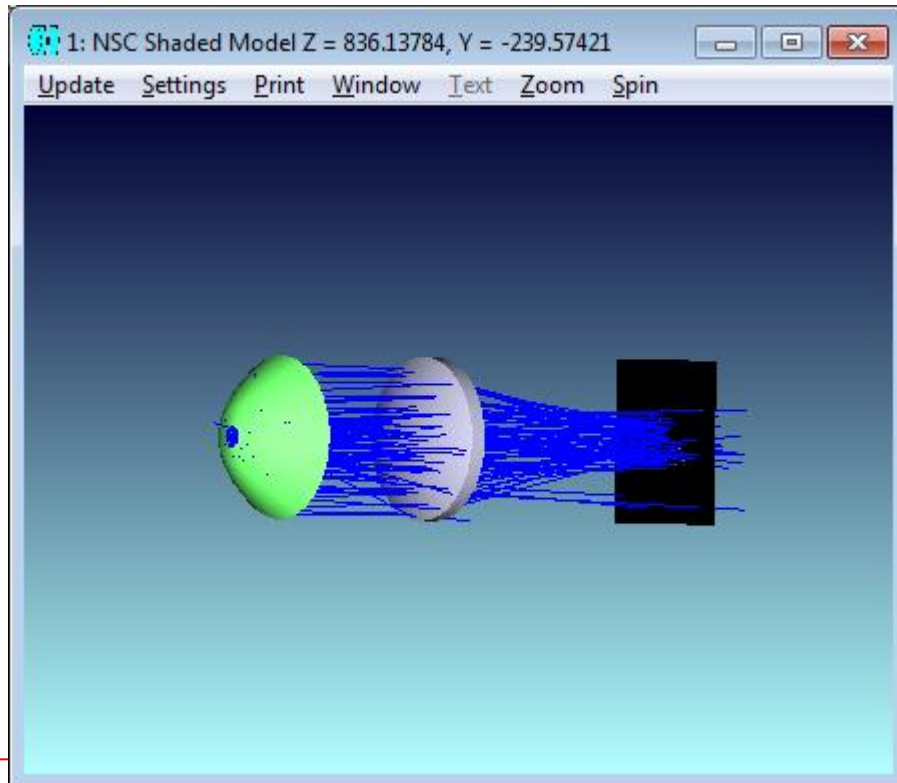 1: NSC Shaded Model Z = 836.13784, Y = -239.57421
Update Settings Print Window Text Zoom Spin